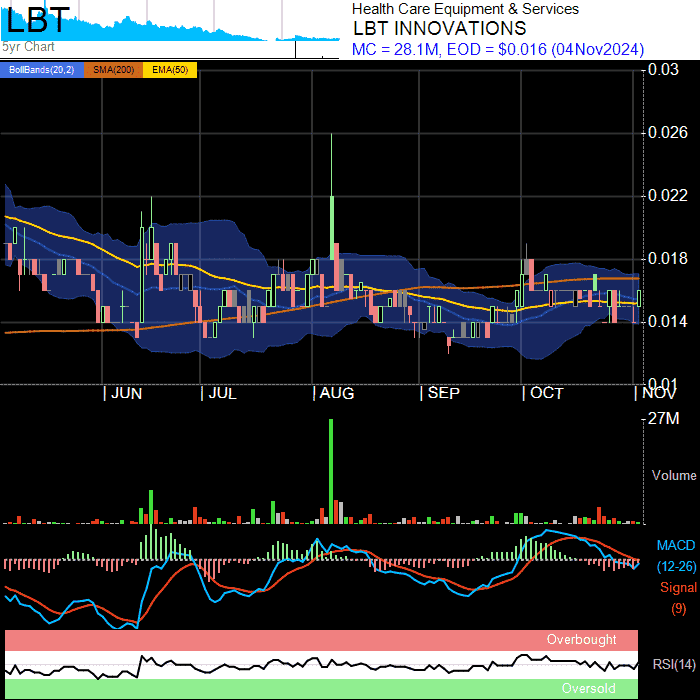 LBT
5yr Chart
Health Care Equipment & Services
LBT INNOVATIONS
MC = 28.1M, EOD = $0.016 (04Nov2024)
BollBands(20,2) SMA(200) EMA(50)
0.03
0.026
0.022
0.018
0.014
0.01
JUN JUL AUG SEP OCT NOV
27M
Volume
MACD
(12-26)
Signal
(9)
Overbought
RSI(14)
Oversold